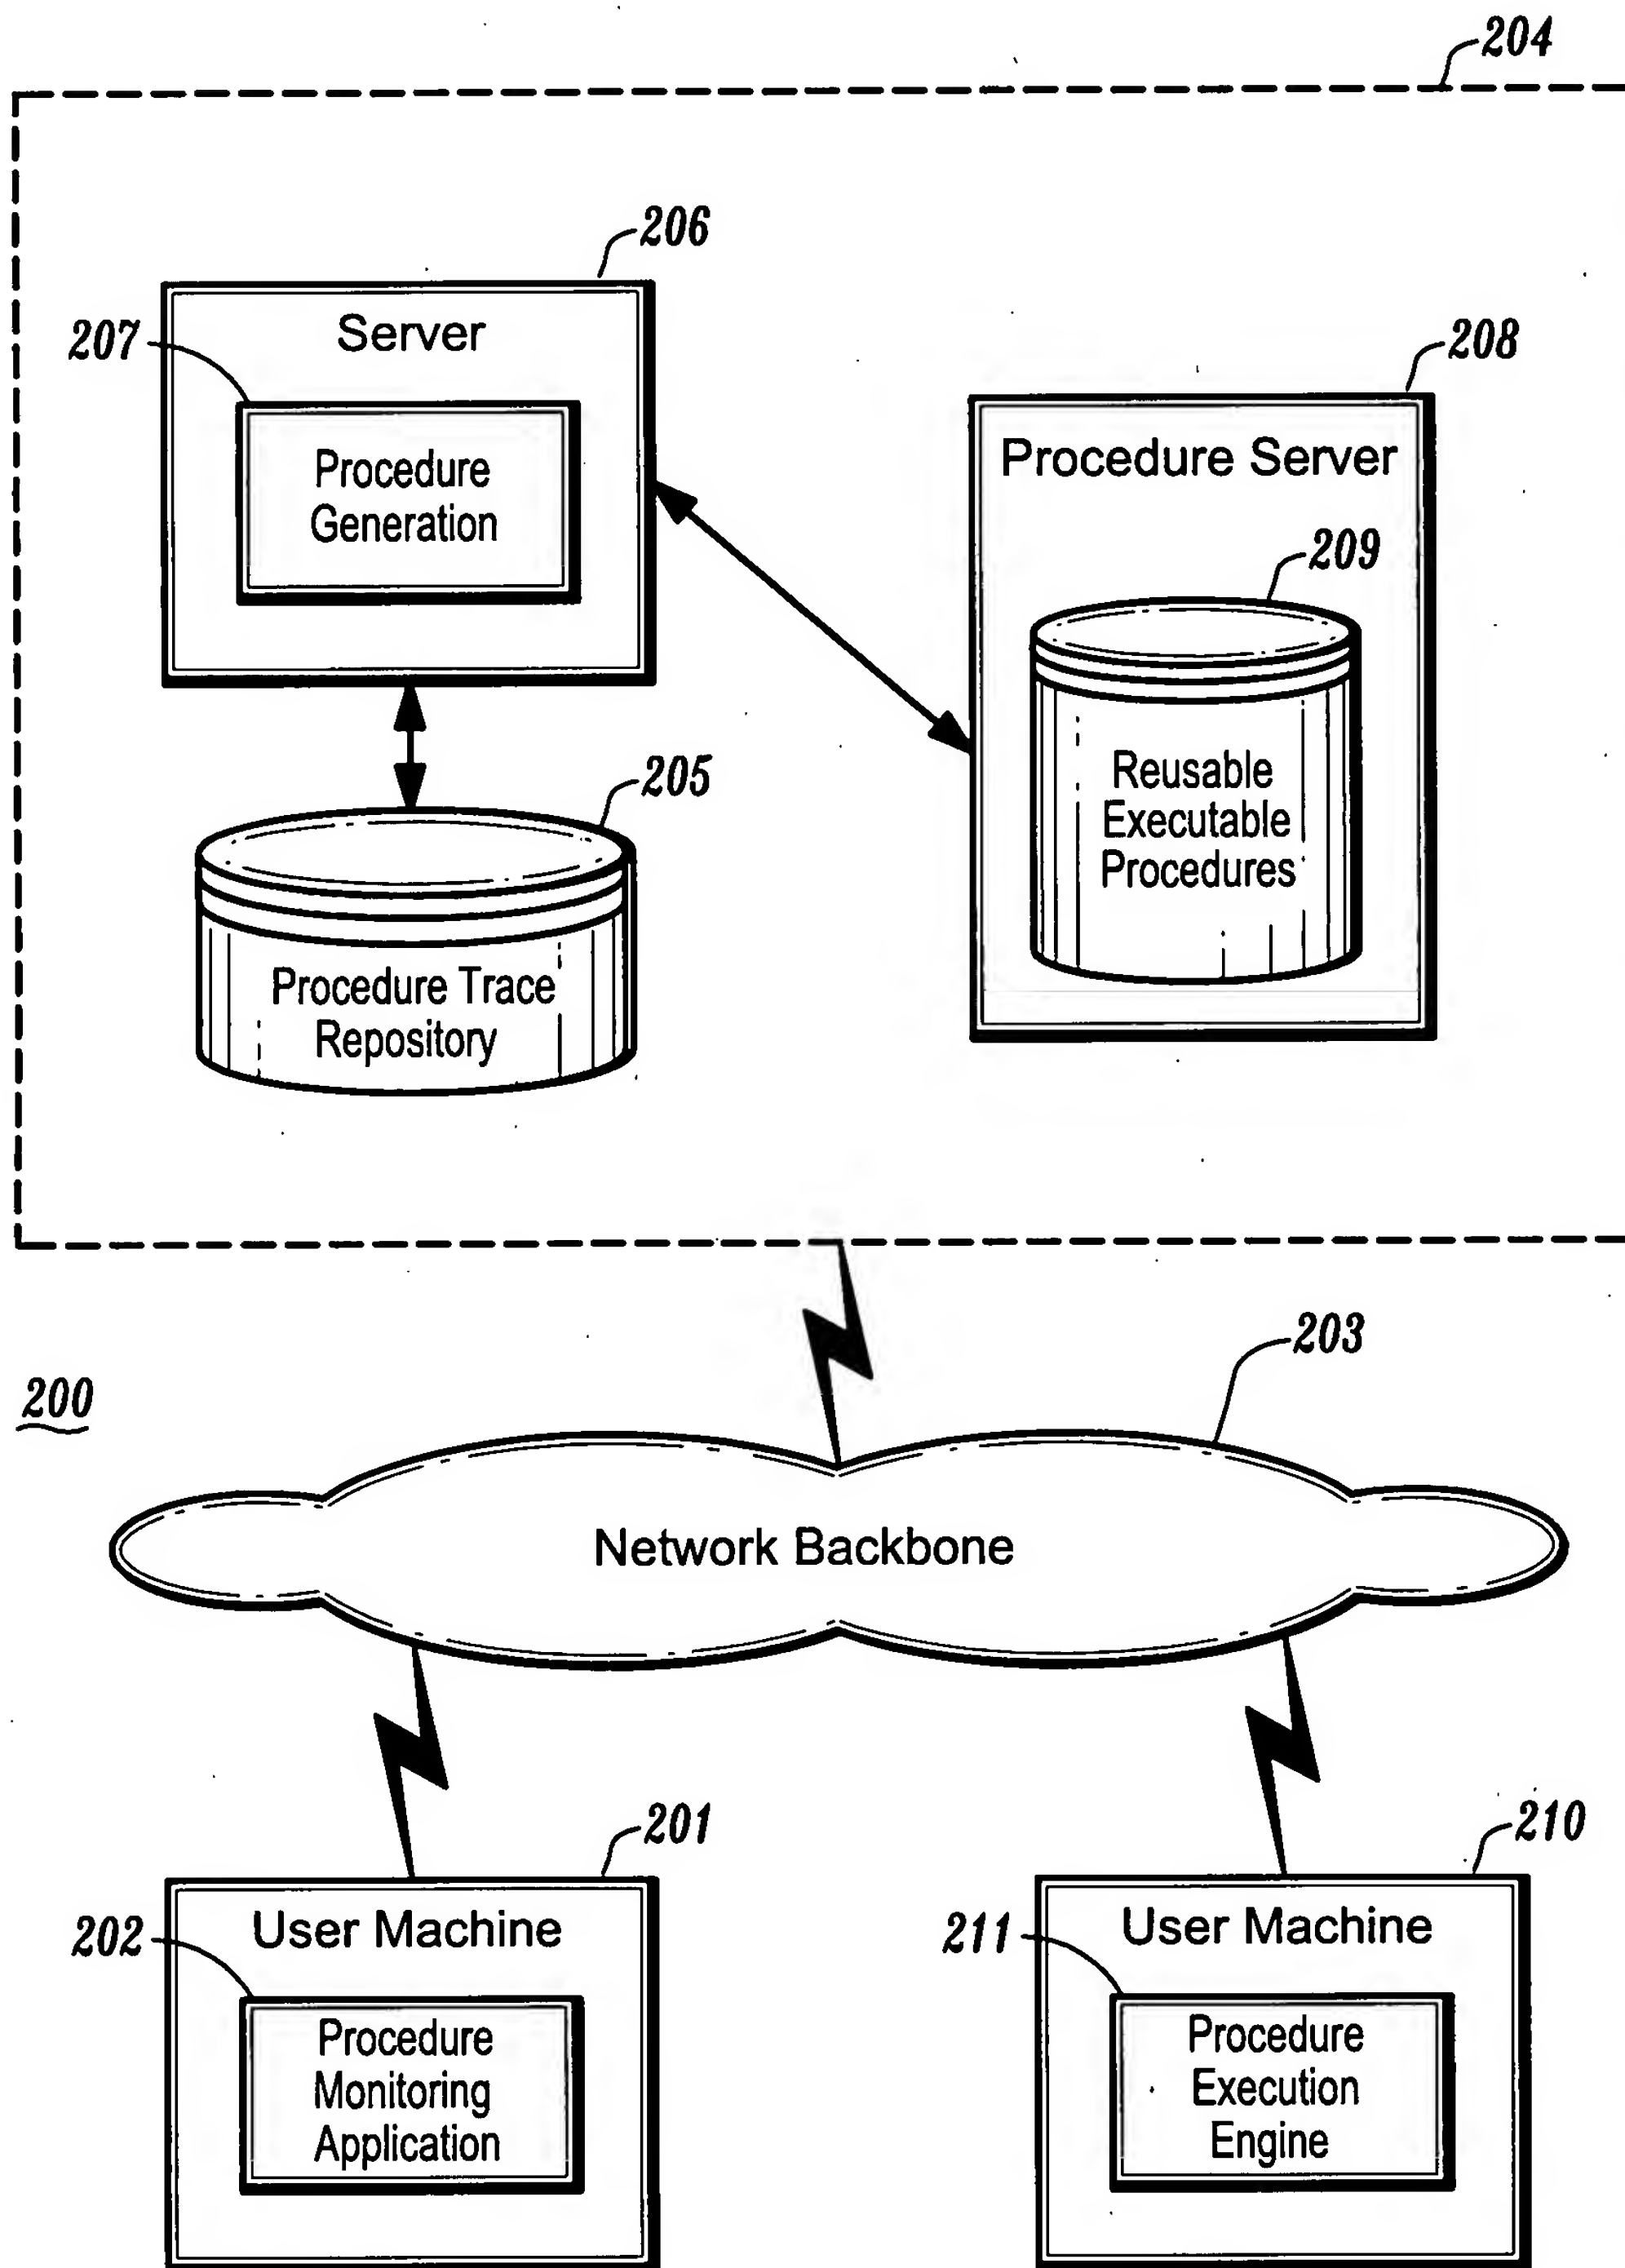 204
206
207
Server
208
Procedure
Generation
Procedure Server
209
205
Reusable
Executable
Procedures
Procedure Trace
Repository
203
200
Network Backbone
201
210
202
User Machine
211
User Machine
Procedure
Monitoring
Application
Procedure
Execution
Engine